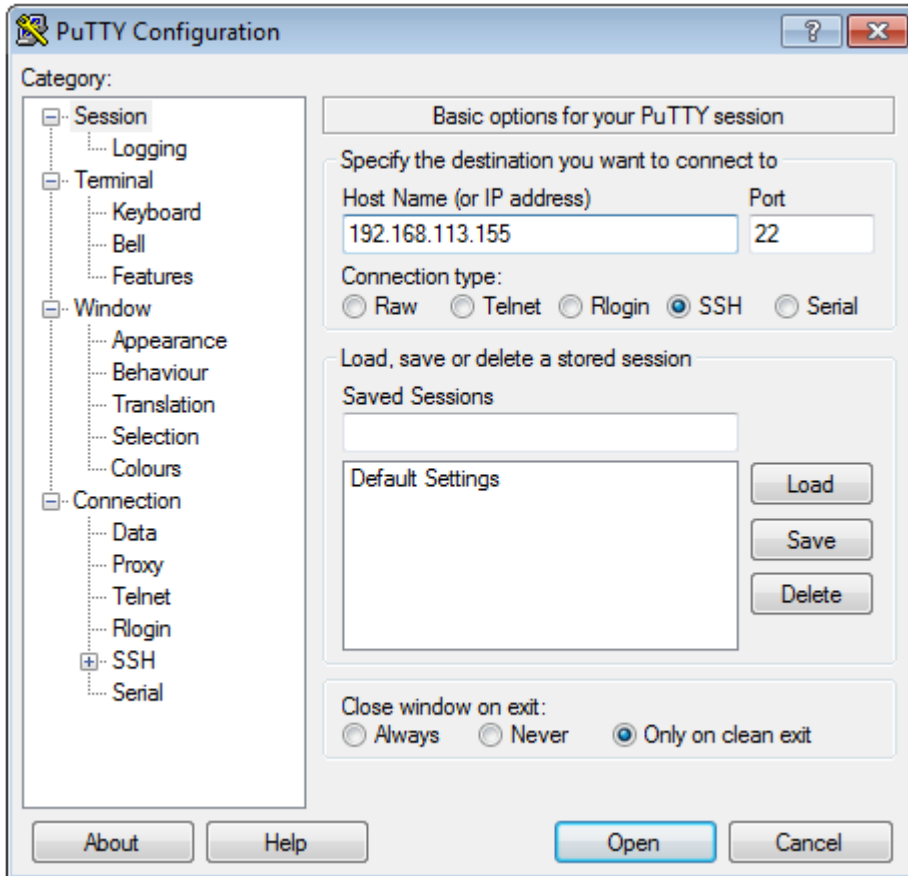 PuTTY Configuration
?
Category:
Session
Logging
Terminal
Keyboard
Bell
Features
Window
Appearance
Behaviour
Translation
Selection
Colours
Connection
Data
Proxy
Telnet
Rlogin
SSH
Serial
Basic options for your PuTTY session
Specify the destination you want to connect to
Host Name (or IP address) Port
192.168.113.155 22
Connection type:
Raw Telnet Rlogin SSH Serial
Load, save or delete a stored session
Saved Sessions
Default Settings
Load
Save
Delete
Close window on exit:
Always Never Only on clean exit
About Help Open Cancel